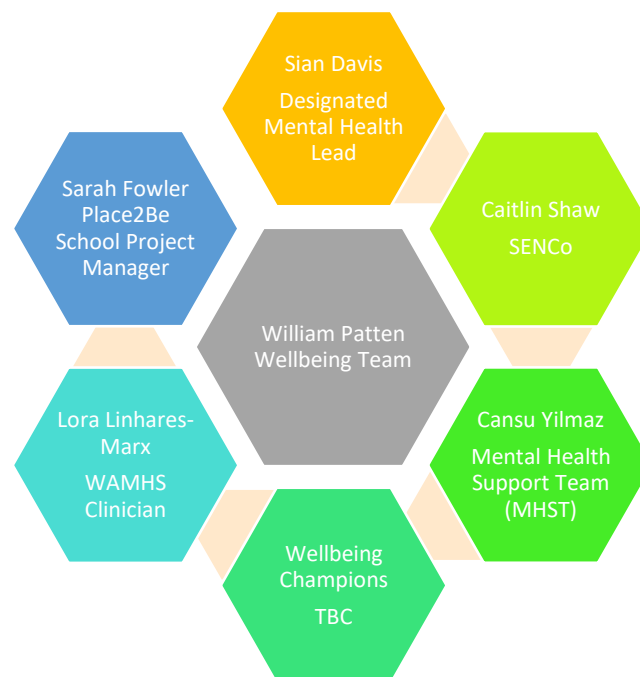 Sian Davis
Designated
Mental Health
Lead
Caitlin Shaw
SENCo
Cansu Yilmaz
Mental Health
Support Team
(MHST)
Wellbeing
Champions
TBC
Lora Linhares-
Marx
WAMHS
Clinician
Sarah Fowler
Place2Be
School Project
Manager
William Patten
Wellbeing Team